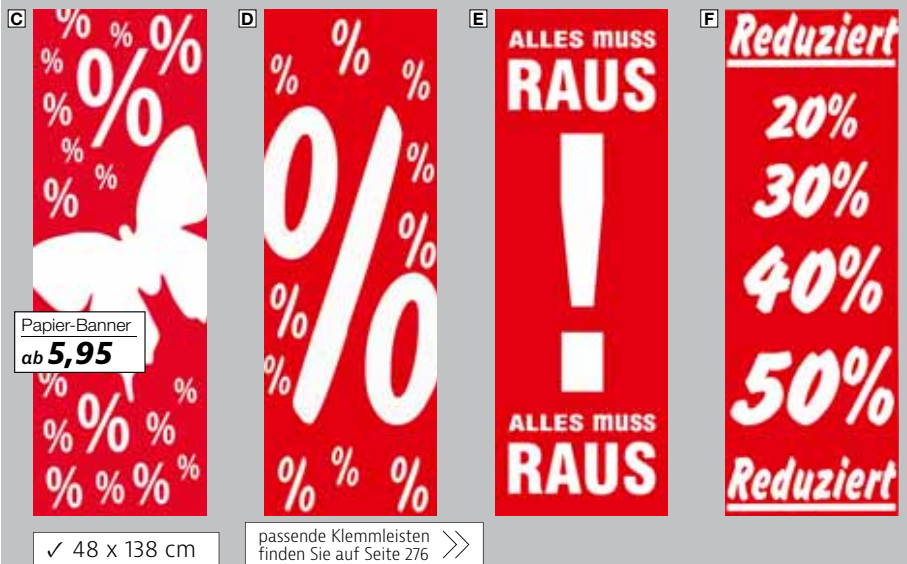 C
% % %
% %
%
%
% %
D
%
% %
%
%
%
%
%
% % %
E
ALLES muss
RAUS
!
ALLES muss
RAUS
F
Reduziert
20%
30%
40%
50%
Reduziert
Papier-Banner
ab 5,95
% %
% % %
% % % %
✓ 48 x 138 cm
passende Klemmleisten
finden Sie auf Seite 276 >>